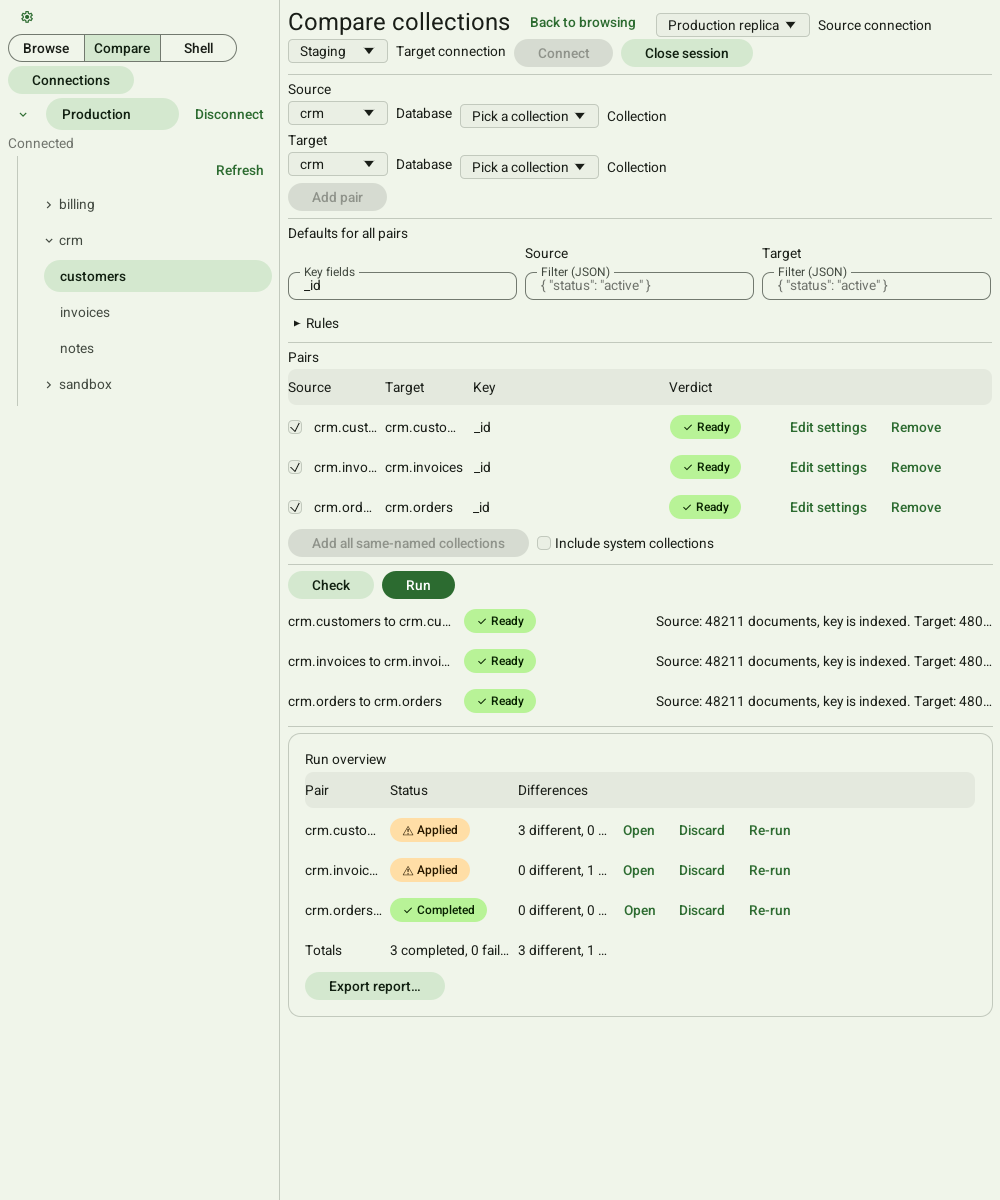 Browse Compare Shell
Connections
Production Disconnect
Connected
Refresh
billing
crm
customers
invoices
notes
sandbox
Compare collections Back to browsing Production replica Source connection
Staging Target connection Connect Close session
Source
crm Database Pick a collection Collection
Target
crm Database Pick a collection Collection
Add pair
Defaults for all pairs
Source Target
Key fields Filter (JSON) Filter (JSON)
_id { "status": "active" } { "status": "active" }
Rules
Pairs
Source Target Key Verdict
crm.cust... crm.custo... _id Ready Edit settings Remove
crm.invo... crm.invoices _id Ready Edit settings Remove
crm.ord... crm.orders _id Ready Edit settings Remove
Add all same-named collections Include system collections
Check Run
crm.customers to crm.cu... Ready Source: 48211 documents, key is indexed. Target: 480...
crm.invoices to crm.invoi... Ready Source: 48211 documents, key is indexed. Target: 480...
crm.orders to crm.orders Ready Source: 48211 documents, key is indexed. Target: 480...
Run overview
Pair Status Differences
crm.custo... Applied 3 different, 0 ... Open Discard Re-run
crm.invoic... Applied 0 different, 1 ... Open Discard Re-run
crm.orders... Completed 0 different, 0 ... Open Discard Re-run
Totals 3 completed, 0 fail... 3 different, 1 ...
Export report...